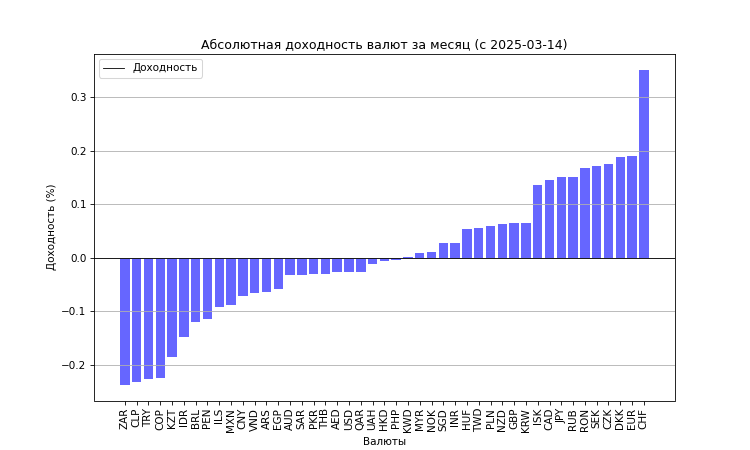 Абсолютная доходность валют за месяц (с 2025-03-14)
Доходность
Доходность (%)
0.3
0.2
0.1
0.0
−0.1
−0.2
ZAR CLP TRY COP KZT IDR BRL PEN ILS MXN CNY VND ARS EGP AUD SAR PKR THB AED USD QAR UAH HKD PHP KWD MYR NOK SGD INR HUF TWD PLN NZD GBP KRW ISK CAD JPY RUB RON SEK CZK DKK EUR CHF
Валюты